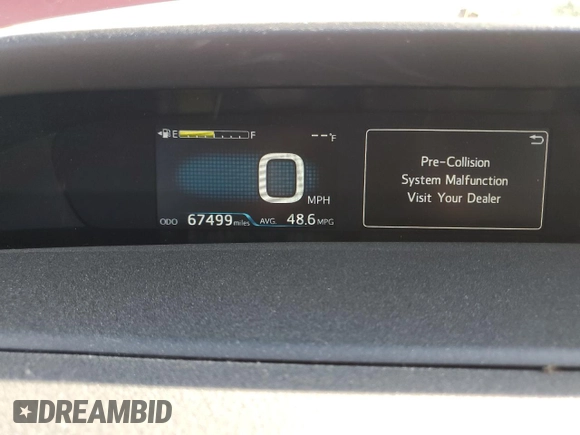 E F
--°F
0 MPH
ODO 67499 miles AVG. 48.6 MPG
Pre-Collision
System Malfunction
Visit Your Dealer
DREAMBID